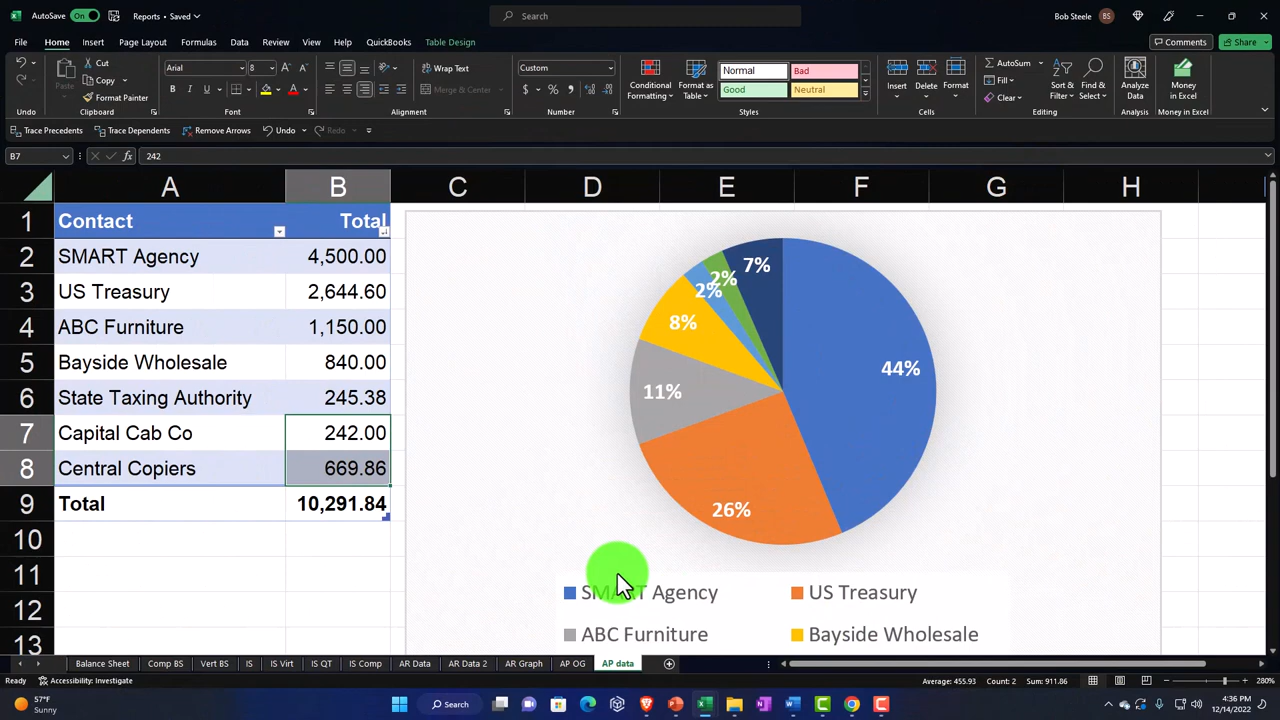 AutoSave On Reports • Saved Search Bob Steele BS
File Home Insert Page Layout Formulas Data Review View Help QuickBooks Table Design Comments Share
Cut
Copy
Format Painter
Paste
Arial 8
B I U
Wrap Text
Merge & Center
Custom
$ % ,
Conditional Formatting
Format as Table
Normal Bad
Good Neutral
Insert Delete Format
AutoSum
Fill
Clear
Sort & Filter
Find & Select
Analyze Data
Money in Excel
Undo Clipboard Font Alignment Number Styles Cells Editing Analysis Money in Excel
Trace Precedents Trace Dependents Remove Arrows Undo Redo
B7 fx 242
A B C D E F G H
1 Contact Total
2 SMART Agency 4,500.00
3 US Treasury 2,644.60
4 ABC Furniture 1,150.00
5 Bayside Wholesale 840.00
6 State Taxing Authority 245.38
7 Capital Cab Co 242.00
8 Central Copiers 669.86
9 Total 10,291.84
10
11
12
13
7%
2%
2%
8%
44%
11%
26%
SMART Agency US Treasury
ABC Furniture Bayside Wholesale
Balance Sheet Comp BS Vert BS IS IS Virt IS QT IS Comp AR Data AR Data 2 AR Graph AP OG AP data
Ready Accessibility: Investigate Average: 455.93 Count: 2 Sum: 911.86 280%
57°F
Sunny
Search
4:36 PM
12/14/2022